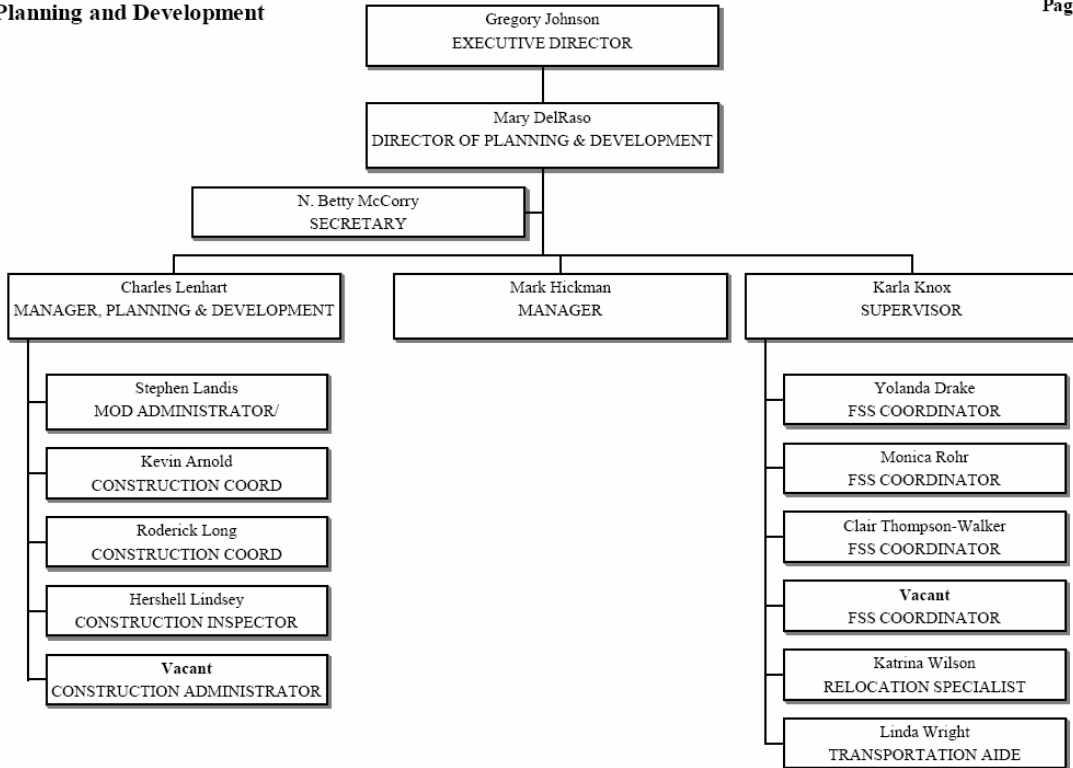 Planning and Development
Pag
Gregory Johnson
EXECUTIVE DIRECTOR
Mary DelRaso
DIRECTOR OF PLANNING & DEVELOPMENT
N. Betty McCorry
SECRETARY
Charles Lenhart
MANAGER, PLANNING & DEVELOPMENT
Mark Hickman
MANAGER
Karla Knox
SUPERVISOR
Stephen Landis
MOD ADMINISTRATOR/
Kevin Arnold
CONSTRUCTION COORD
Roderick Long
CONSTRUCTION COORD
Hershell Lindsey
CONSTRUCTION INSPECTOR
Vacant
CONSTRUCTION ADMINISTRATOR
Yolanda Drake
FSS COORDINATOR
Monica Rohr
FSS COORDINATOR
Clair Thompson-Walker
FSS COORDINATOR
Vacant
FSS COORDINATOR
Katrina Wilson
RELOCATION SPECIALIST
Linda Wright
TRANSPORTATION AIDE